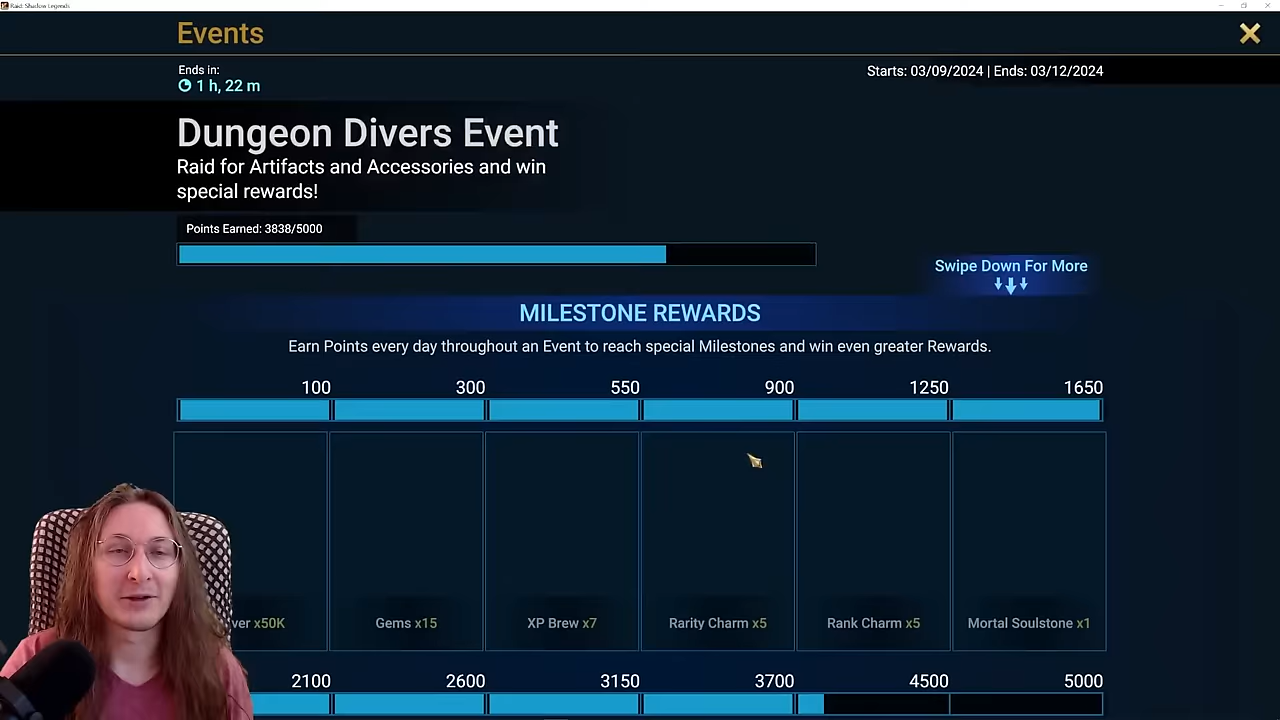 Raid: Shadow Legends
Events
Ends in:
1 h, 22 m
Starts: 03/09/2024 | Ends: 03/12/2024
Dungeon Divers Event
Raid for Artifacts and Accessories and win
special rewards!
Points Earned: 3838/5000
Swipe Down For More
MILESTONE REWARDS
Earn Points every day throughout an Event to reach special Milestones and win even greater Rewards.
100 300 550 900 1250 1650
ver x50K Gems x15 XP Brew x7 Rarity Charm x5 Rank Charm x5 Mortal Soulstone x1
2100 2600 3150 3700 4500 5000